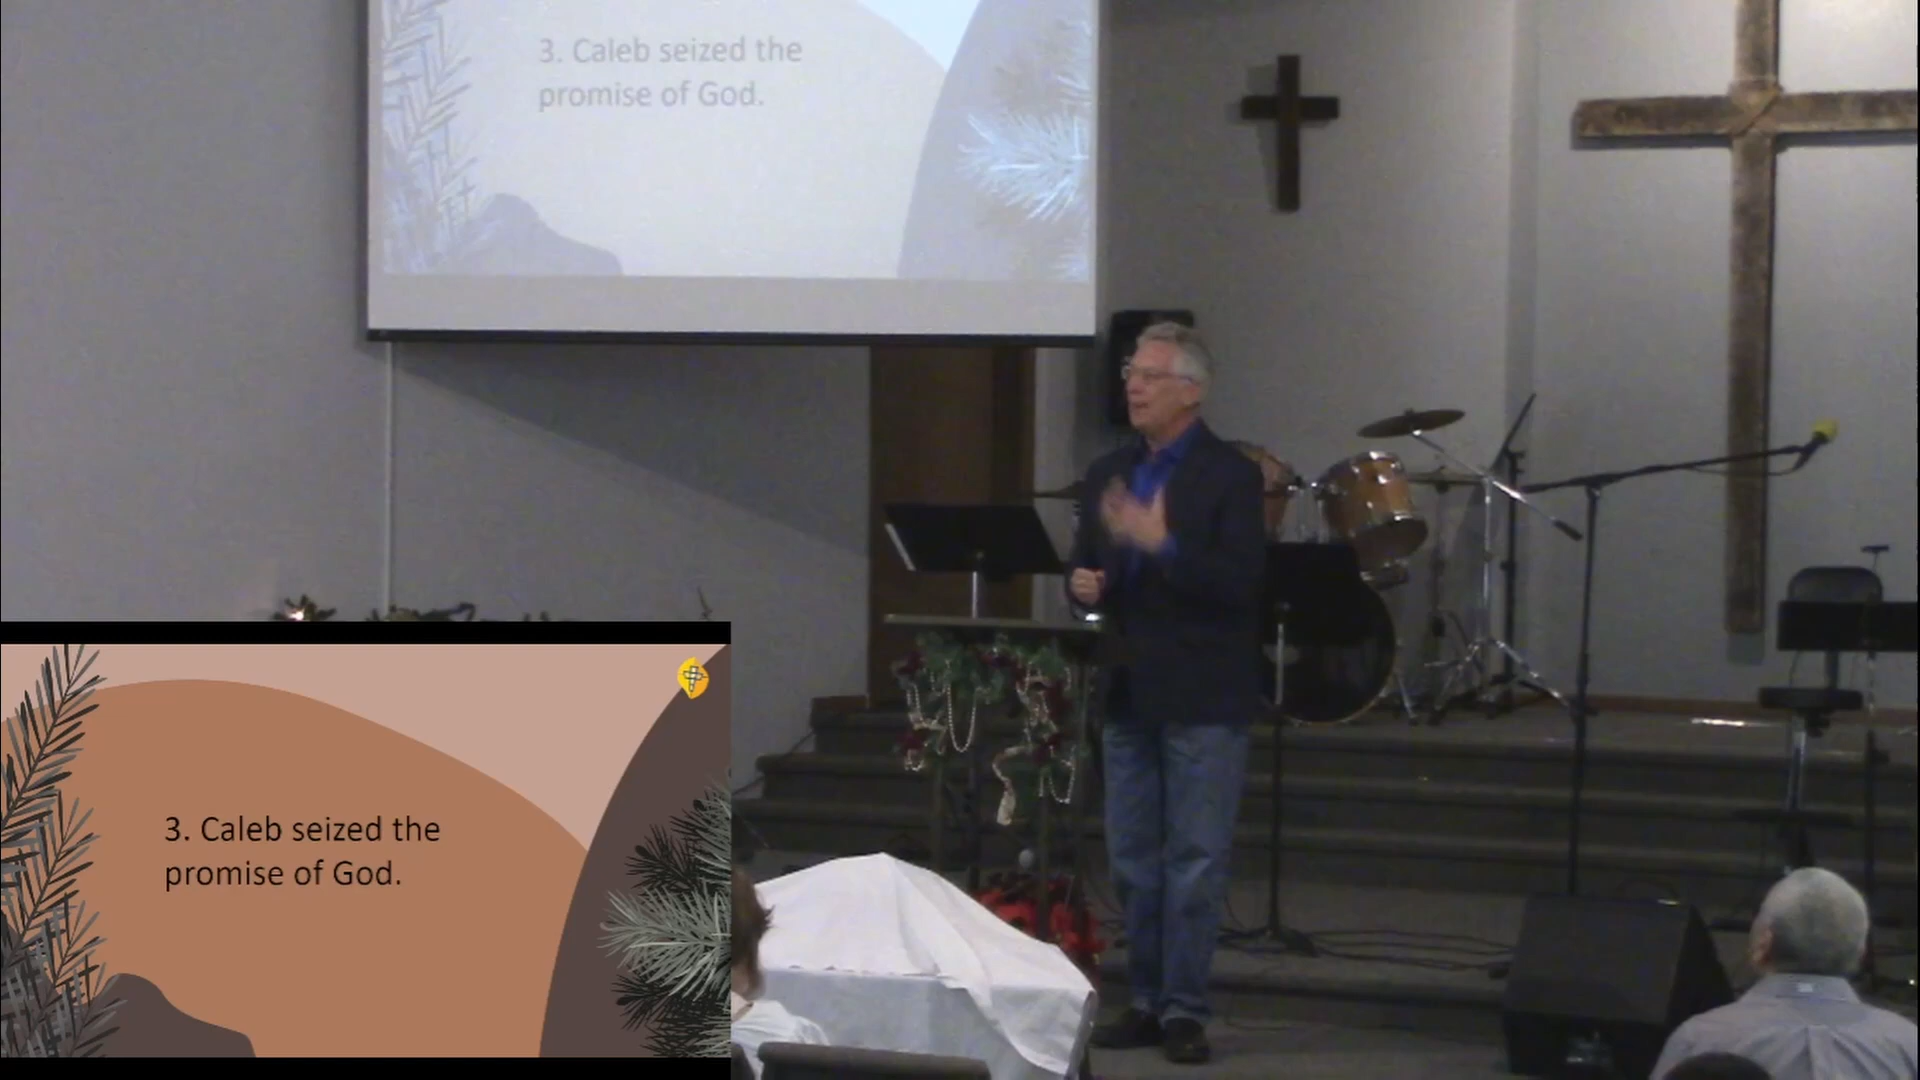 3. Caleb seized the
promise of God.
3. Caleb seized the
promise of God.